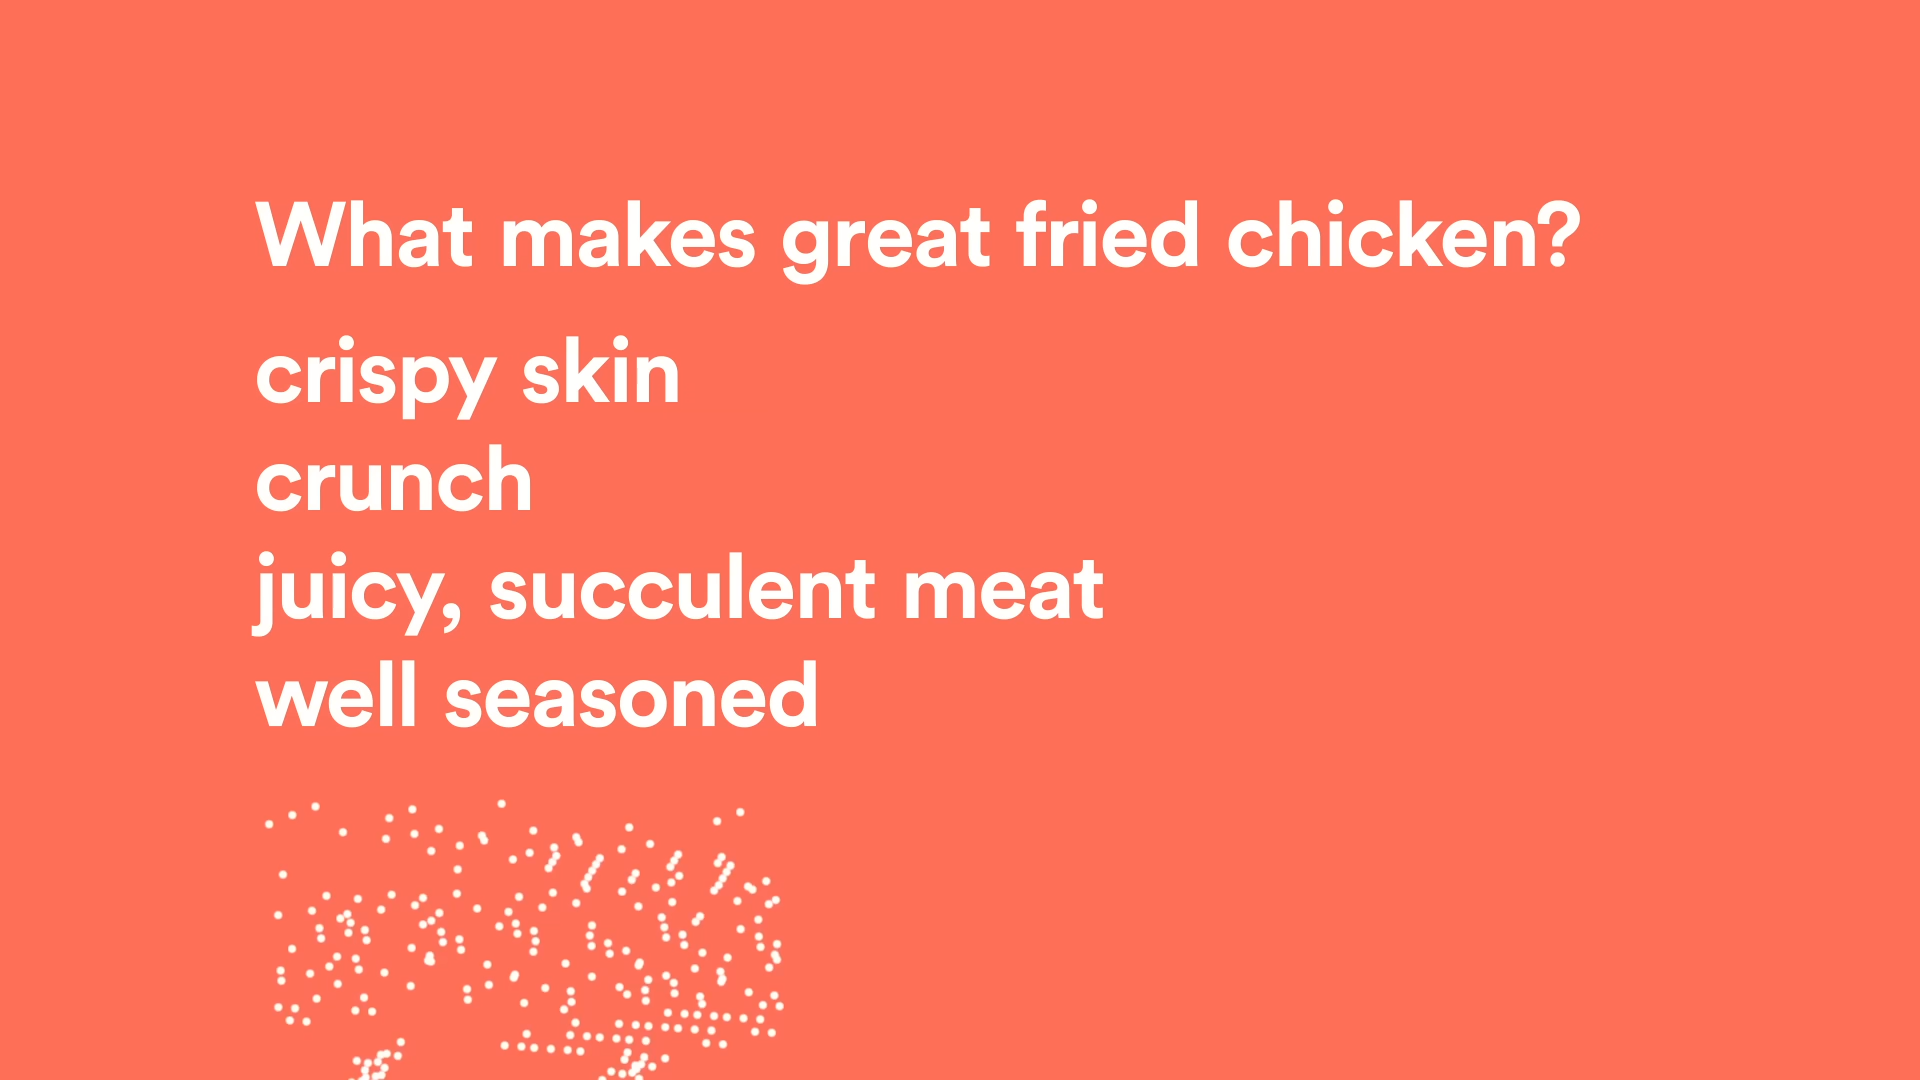 What makes great fried chicken?
crispy skin
crunch
juicy, succulent meat
well seasoned